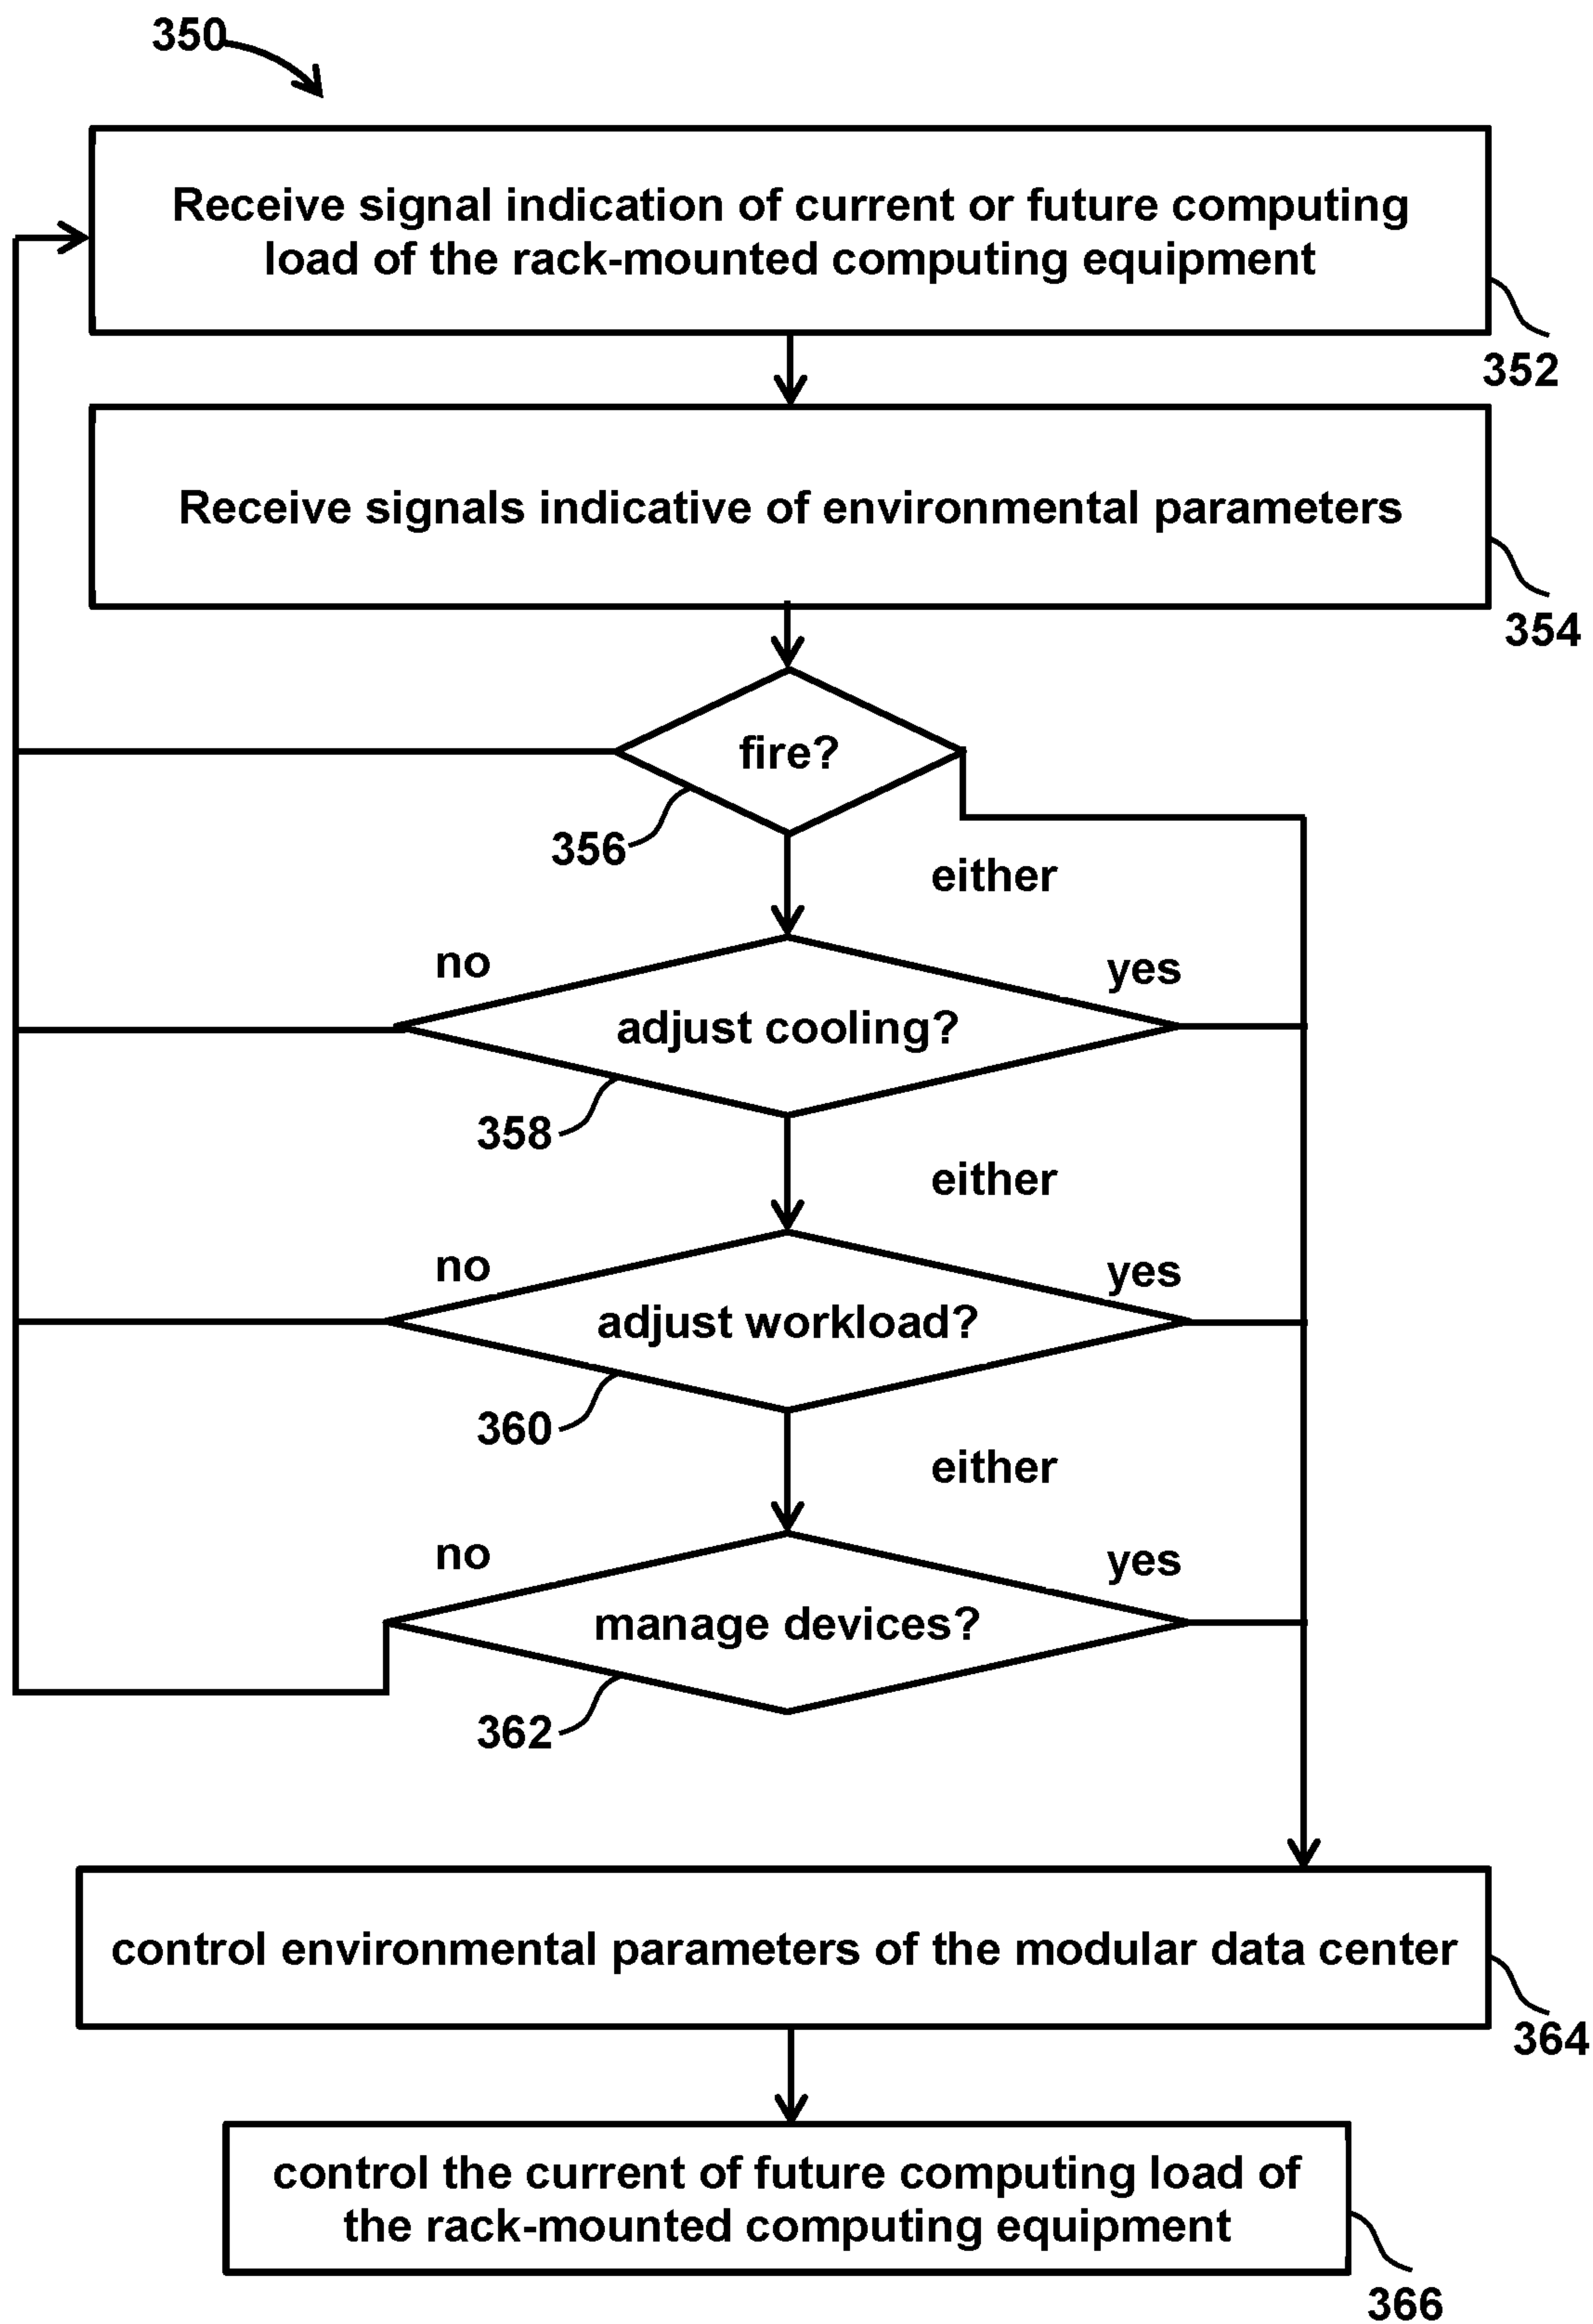 350
Receive signal indication of current or future computing
load of the rack-mounted computing equipment
352
Receive signals indicative of environmental parameters
354
fire?
356
either
no
yes
adjust cooling?
358
either
no
yes
adjust workload?
360
either
no
yes
manage devices?
362
control environmental parameters of the modular data center
364
control the current of future computing load of
the rack-mounted computing equipment
366